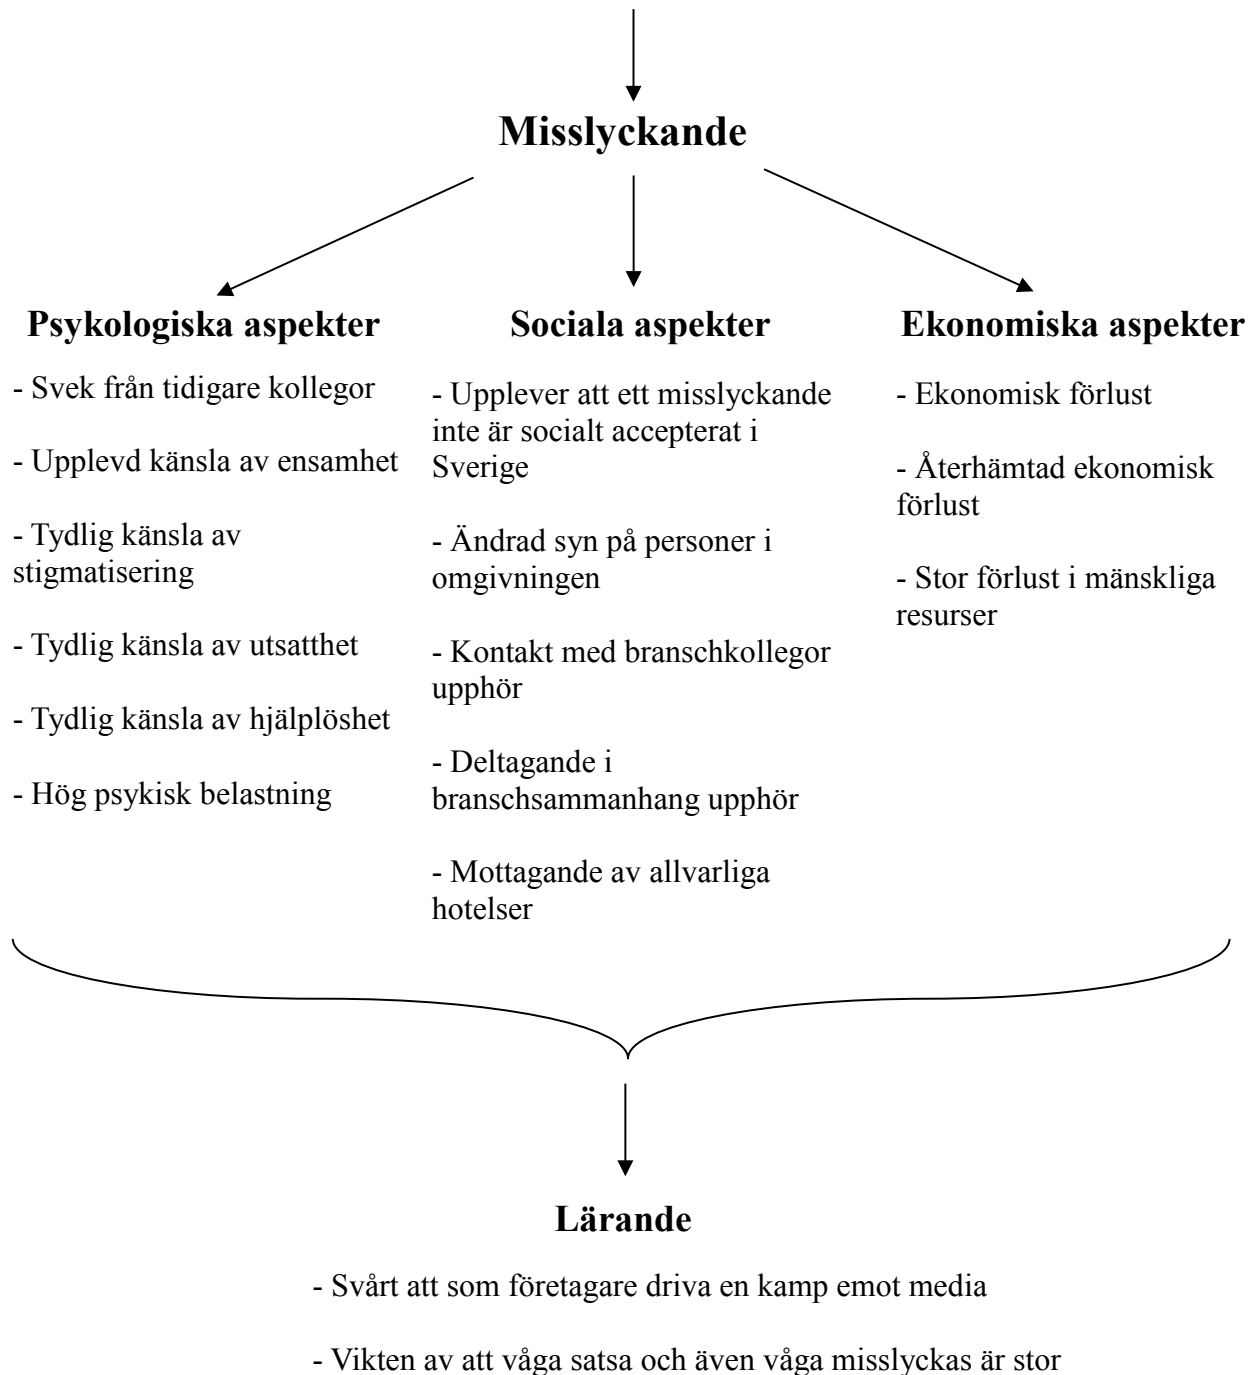 Misslyckande
Psykologiska aspekter
- Svek från tidigare kollegor
- Upplevd känsla av ensamhet
- Tydlig känsla av
stigmatisering
- Tydlig känsla av utsatthet
- Tydlig känsla av hjälplöshet
- Hög psykisk belastning
Sociala aspekter
- Upplever att ett misslyckande
inte är socialt accepterat i
Sverige
- Ändrad syn på personer i
omgivningen
- Kontakt med branschkollegor
upphör
- Deltagande i
branschsammanhang upphör
- Mottagande av allvarliga
hotelser
Ekonomiska aspekter
- Ekonomisk förlust
- Återhämtad ekonomisk
förlust
- Stor förlust i mänskliga
resurser
Lärande
- Svårt att som företagare driva en kamp emot media
- Vikten av att våga satsa och även våga misslyckas är stor